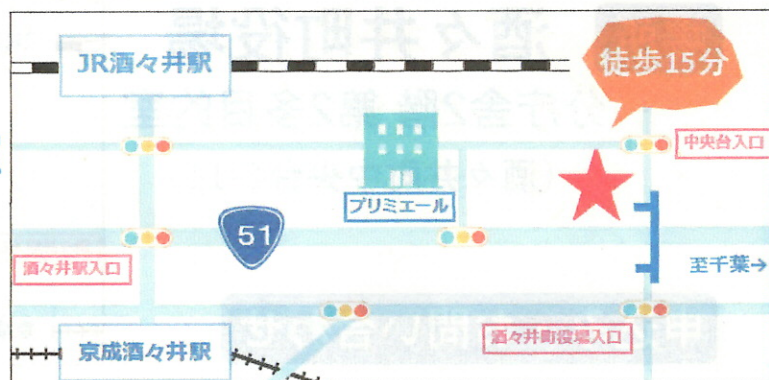 JR酒々井駅
徒歩15分
中央台入口
プリミエール
51
酒々井駅入口
至千葉→
酒々井町役場入口
京成酒々井駅